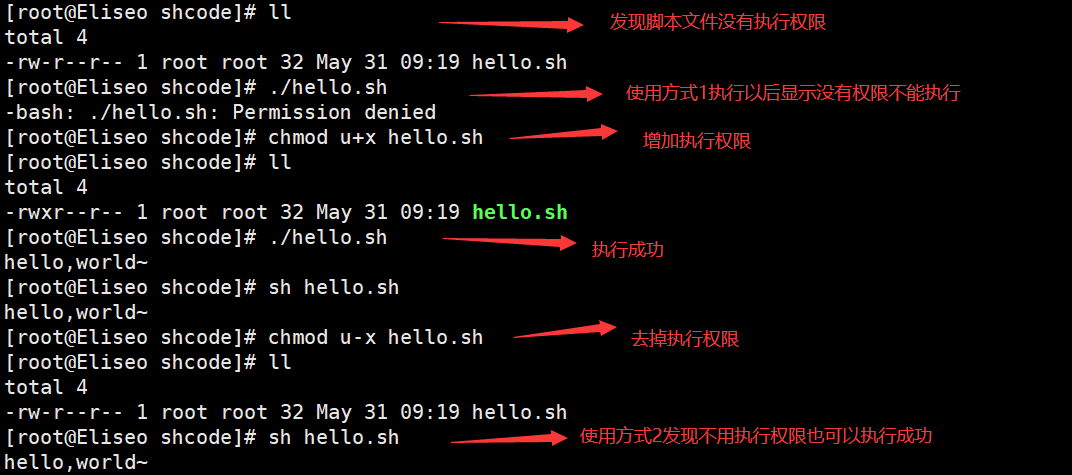 [root@Eliseo shcode]# ll
发现脚本文件没有执行权限
total 4
-rw-r--r-- 1 root root 32 May 31 09:19 hello.sh
[root@Eliseo shcode]# ./hello.sh
使用方式1执行以后显示没有权限不能执行
-bash: ./hello.sh: Permission denied
[root@Eliseo shcode]# chmod u+x hello.sh
增加执行权限
[root@Eliseo shcode]# ll
total 4
-rwxr--r-- 1 root root 32 May 31 09:19 hello.sh
[root@Eliseo shcode]# ./hello.sh
执行成功
hello,world~
[root@Eliseo shcode]# sh hello.sh
hello,world~
[root@Eliseo shcode]# chmod u-x hello.sh
去掉执行权限
[root@Eliseo shcode]# ll
total 4
-rw-r--r-- 1 root root 32 May 31 09:19 hello.sh
[root@Eliseo shcode]# sh hello.sh
使用方式2发现不用执行权限也可以执行成功
hello,world~